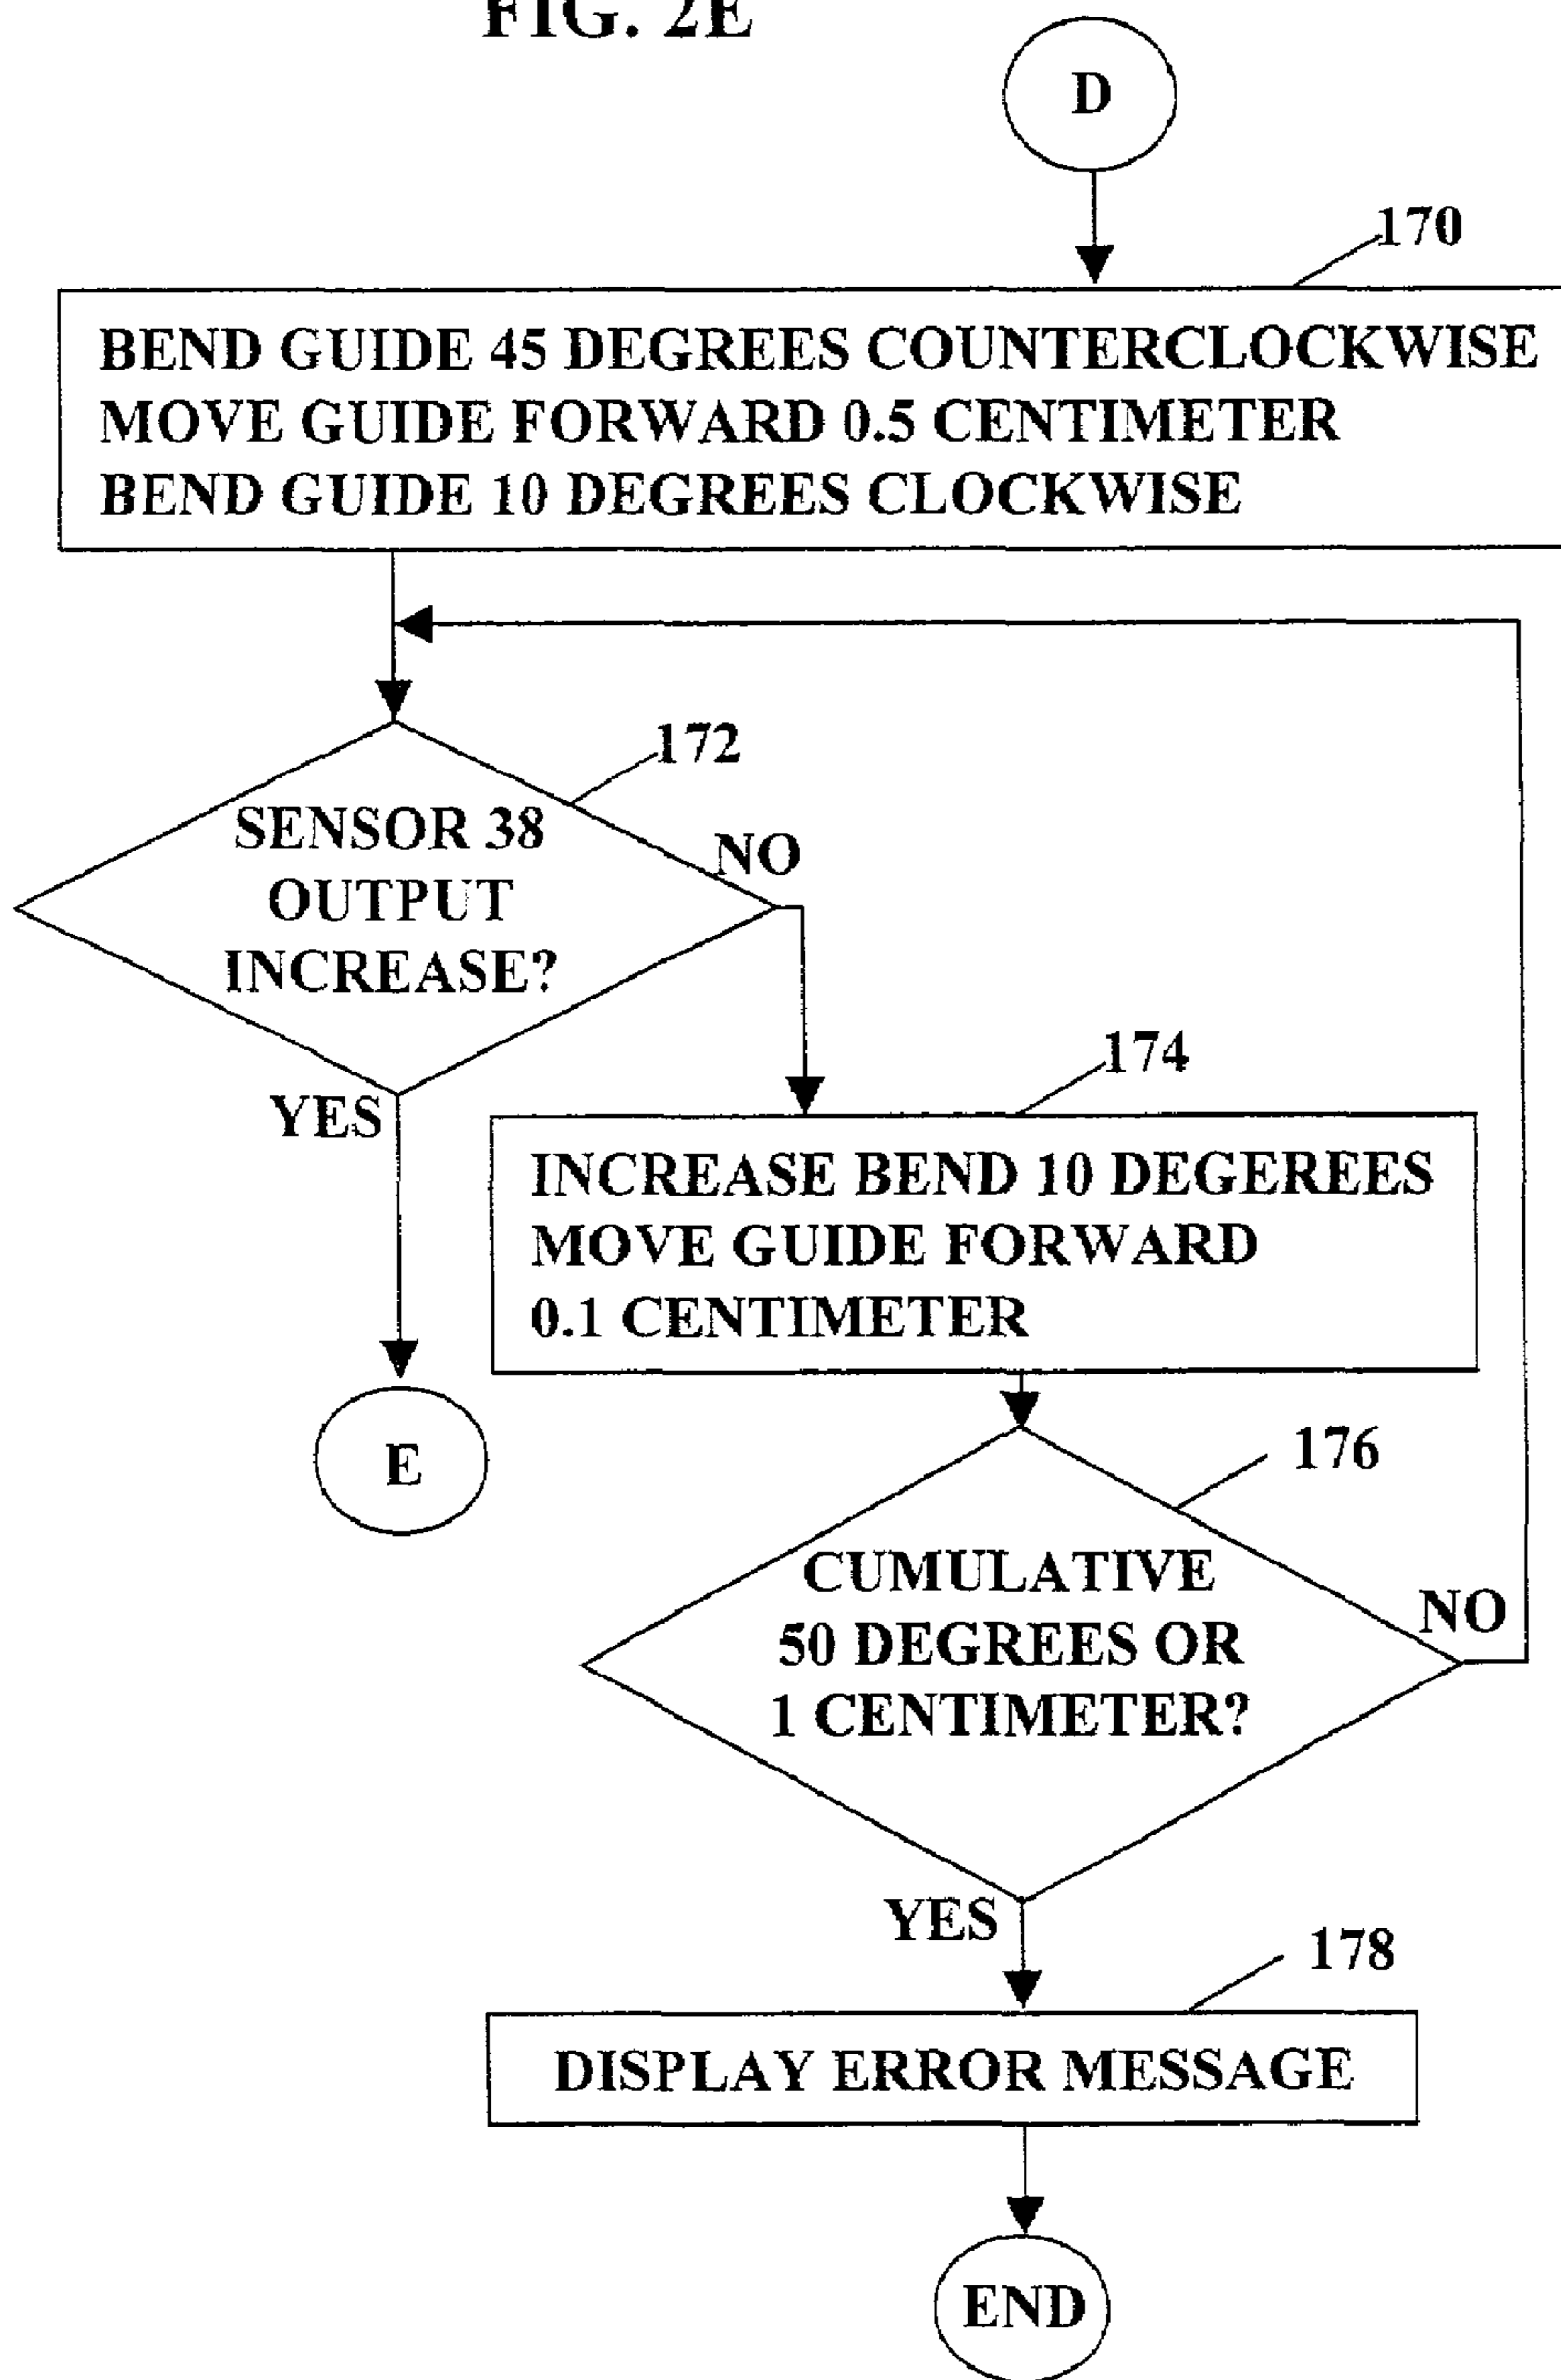 FIG. 2E
D
170
BEND GUIDE 45 DEGREES COUNTERCLOCKWISE
MOVE GUIDE FORWARD 0.5 CENTIMETER
BEND GUIDE 10 DEGREES CLOCKWISE
172
SENSOR 38
OUTPUT
INCREASE?
NO
YES
174
INCREASE BEND 10 DEGEREES
MOVE GUIDE FORWARD
0.1 CENTIMETER
E
176
CUMULATIVE
50 DEGREES OR
1 CENTIMETER?
NO
YES
178
DISPLAY ERROR MESSAGE
END